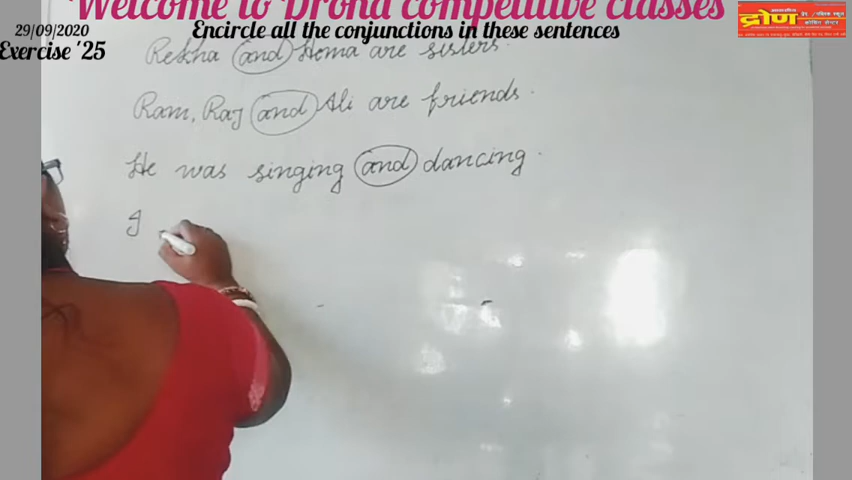 "Welcome to Drona competitive classes"
29/09/2020
Encircle all the conjunctions in these sentences
Exercise '25
द्रोण
Rekha and Hema are sisters.
Ram, Raj and Ali are friends.
He was singing and dancing.
I